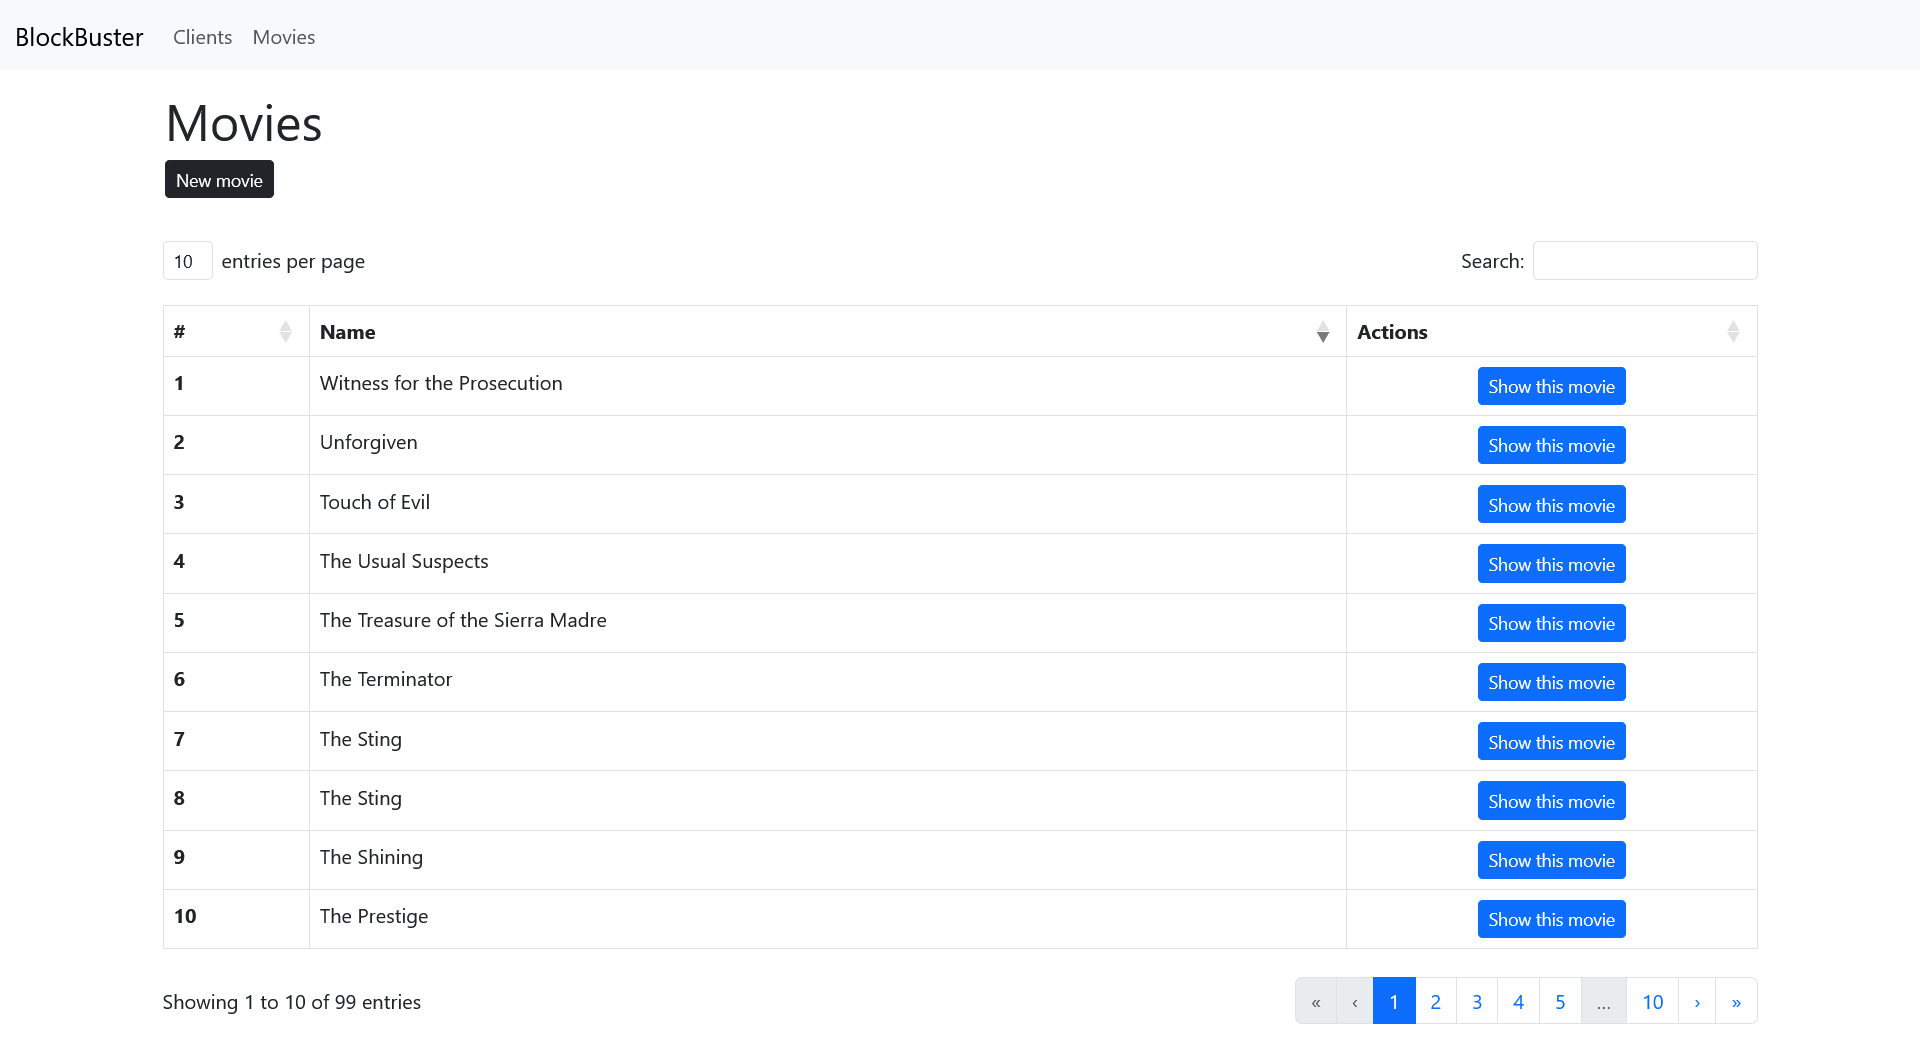 BlockBuster Clients Movies
Movies
New movie
10 entries per page Search:
# Name Actions
1 Witness for the Prosecution Show this movie
2 Unforgiven Show this movie
3 Touch of Evil Show this movie
4 The Usual Suspects Show this movie
5 The Treasure of the Sierra Madre Show this movie
6 The Terminator Show this movie
7 The Sting Show this movie
8 The Sting Show this movie
9 The Shining Show this movie
10 The Prestige Show this movie
Showing 1 to 10 of 99 entries « ‹ 1 2 3 4 5 … 10 › »